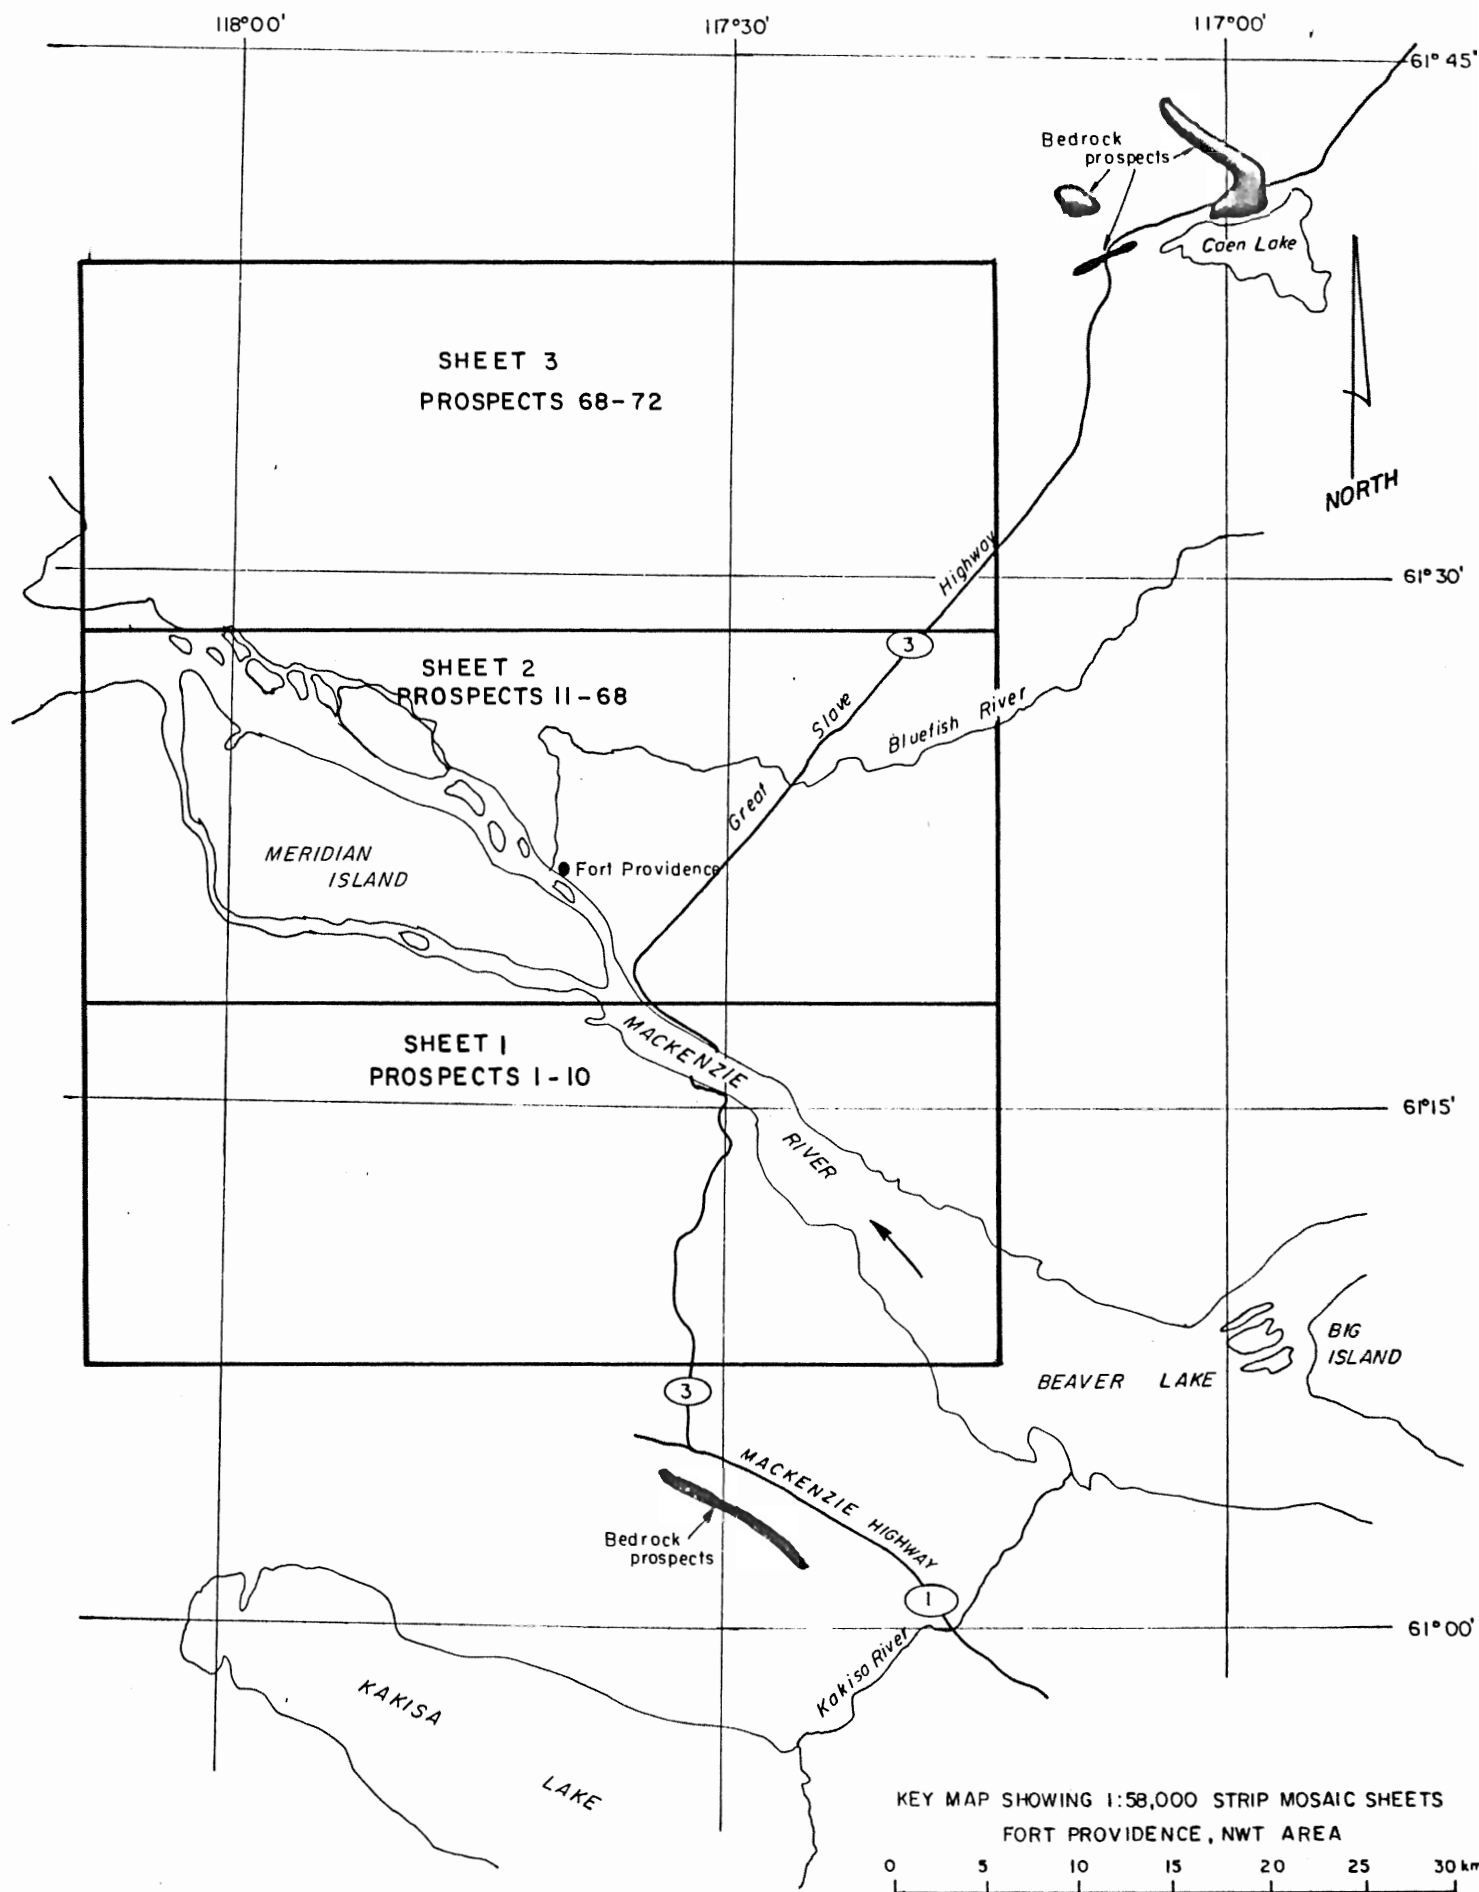 118°00'
117°30'
117°00'
61°45'
Bedrock
prospects
Caen Lake
SHEET 3
PROSPECTS 68-72
NORTH
Highway
61°30'
3
SHEET 2
PROSPECTS 11-68
Slave
Bluefish River
Great
MERIDIAN
ISLAND
Fort Providence
MACKENZIE
SHEET 1
PROSPECTS 1-10
61°15'
RIVER
BIG
ISLAND
BEAVER LAKE
3
MACKENZIE HIGHWAY
Bedrock
prospects
1
61°00'
Kakisa River
KAKISA
LAKE
KEY MAP SHOWING 1:58,000 STRIP MOSAIC SHEETS
FORT PROVIDENCE, NWT AREA
0 5 10 15 20 25 30 km